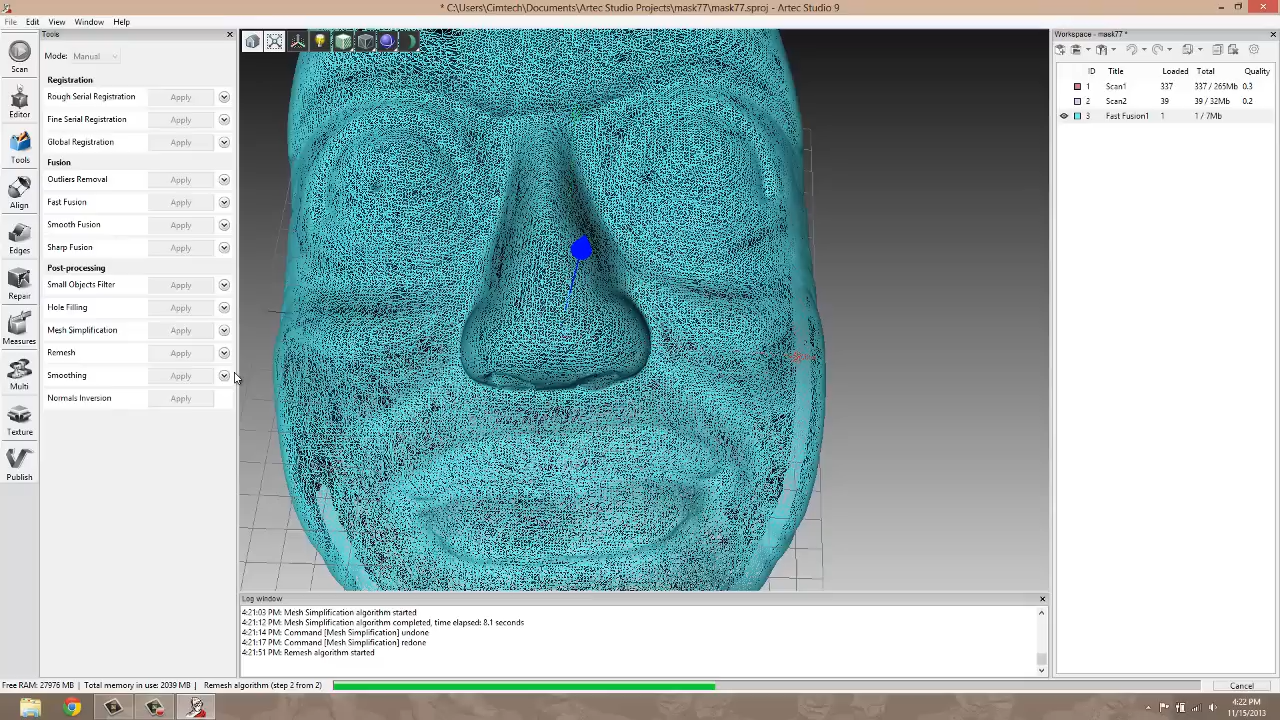 * C:\Users\Cimtech\Documents\Artec Studio Projects\mask77\mask77.sproj - Artec Studio 9
File Edit View Window Help
Tools
Workspace - mask77 *
Mode: Manual
ID Title Loaded Total Quality
1 Scan1 337 337 / 265Mb 0.3
2 Scan2 39 39 / 32Mb 0.2
3 Fast Fusion1 1 1 / 7Mb
Scan
Editor
Tools
Align
Edges
Repair
Measures
Multi
Texture
Publish
Registration
Rough Serial Registration Apply
Fine Serial Registration Apply
Global Registration Apply
Fusion
Outliers Removal Apply
Fast Fusion Apply
Smooth Fusion Apply
Sharp Fusion Apply
Post-processing
Small Objects Filter Apply
Hole Filling Apply
Mesh Simplification Apply
Remesh Apply
Smoothing Apply
Normals Inversion Apply
Log window
4:21:03 PM: Mesh Simplification algorithm started
4:21:12 PM: Mesh Simplification algorithm completed, time elapsed: 8.1 seconds
4:21:14 PM: Command [Mesh Simplification] undone
4:21:17 PM: Command [Mesh Simplification] redone
4:21:51 PM: Remesh algorithm started
Free RAM: 27976 MB Total memory in use: 2039 MB Remesh algorithm (step 2 from 2) Cancel
4:22 PM
11/15/2013